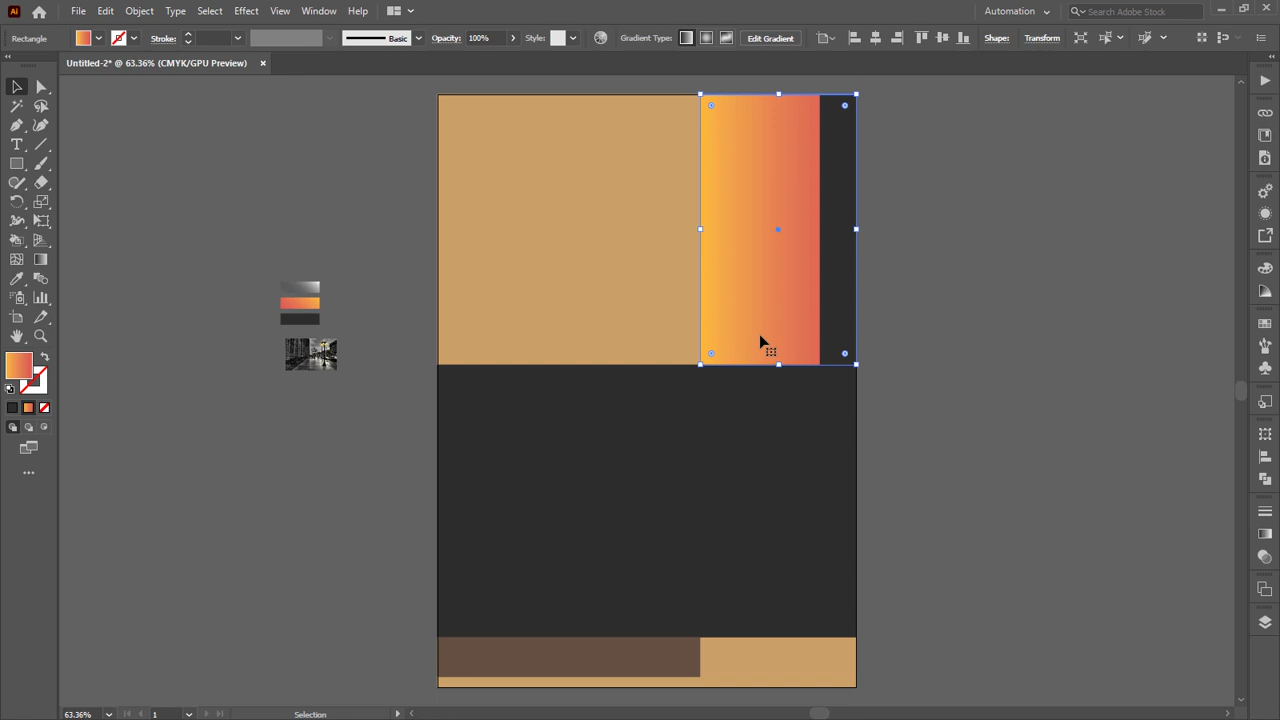 Ai File Edit Object Type Select Effect View Window Help Automation Search Adobe Stock
Rectangle Stroke: Basic Opacity: 100% Style: Gradient Type: Edit Gradient Shape: Transform
Untitled-2* @ 63.36% (CMYK/GPU Preview) ×
63.36% 1 Selection